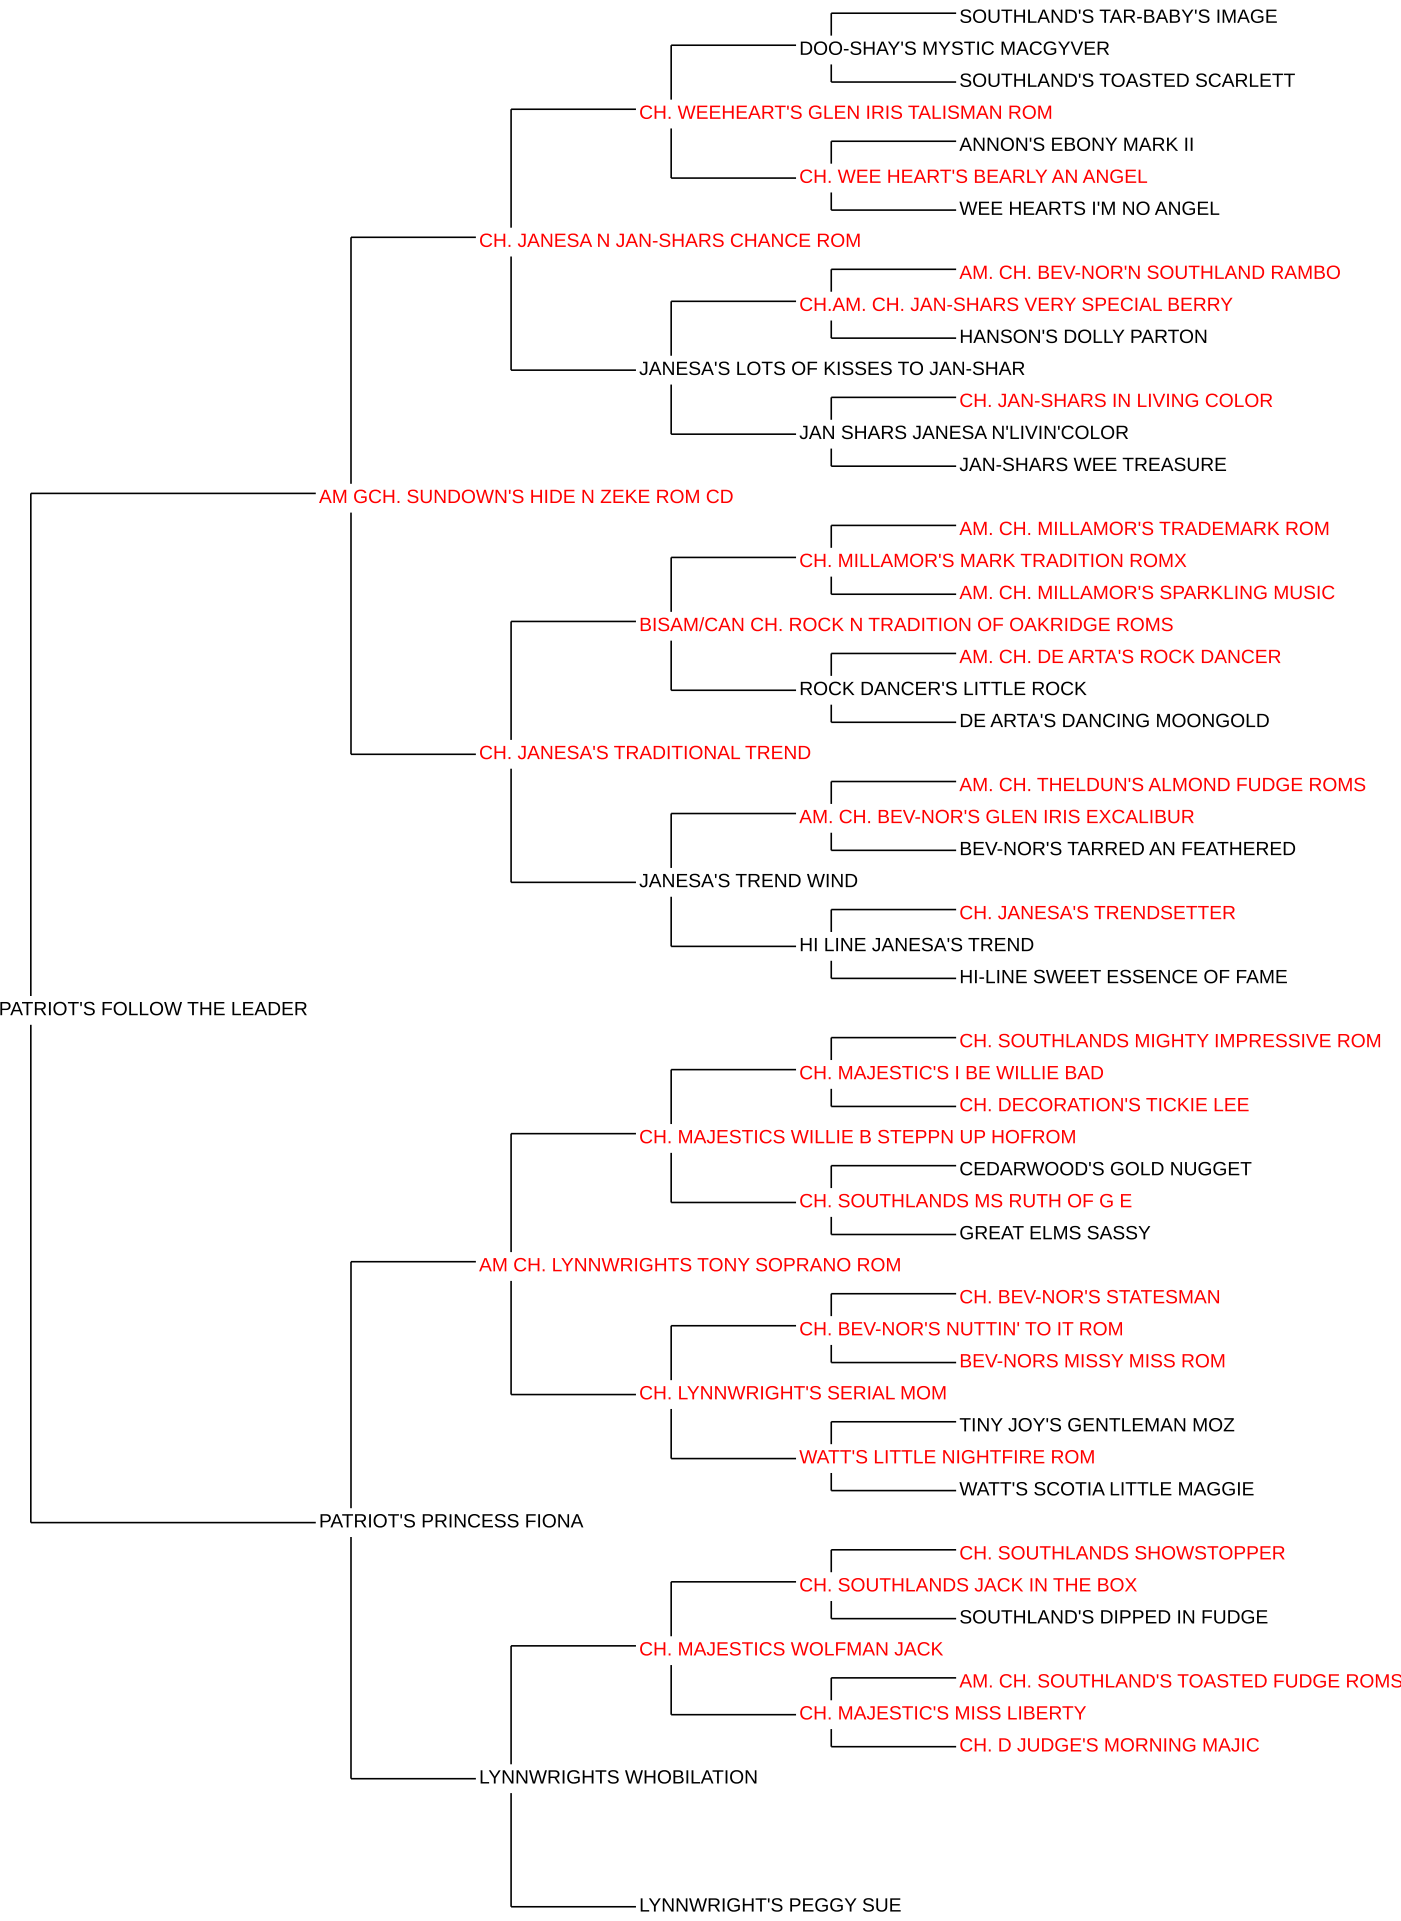 SOUTHLAND'S TAR-BABY'S IMAGE
DOO-SHAY'S MYSTIC MACGYVER
SOUTHLAND'S TOASTED SCARLETT
CH. WEEHEART'S GLEN IRIS TALISMAN ROM
ANNON'S EBONY MARK II
CH. WEE HEART'S BEARLY AN ANGEL
WEE HEARTS I'M NO ANGEL
CH. JANESA N JAN-SHARS CHANCE ROM
AM. CH. BEV-NOR'N SOUTHLAND RAMBO
CH.AM. CH. JAN-SHARS VERY SPECIAL BERRY
HANSON'S DOLLY PARTON
JANESA'S LOTS OF KISSES TO JAN-SHAR
CH. JAN-SHARS IN LIVING COLOR
JAN SHARS JANESA N'LIVIN'COLOR
JAN-SHARS WEE TREASURE
AM GCH. SUNDOWN'S HIDE N ZEKE ROM CD
AM. CH. MILLAMOR'S TRADEMARK ROM
CH. MILLAMOR'S MARK TRADITION ROMX
AM. CH. MILLAMOR'S SPARKLING MUSIC
BISAM/CAN CH. ROCK N TRADITION OF OAKRIDGE ROMS
AM. CH. DE ARTA'S ROCK DANCER
ROCK DANCER'S LITTLE ROCK
DE ARTA'S DANCING MOONGOLD
CH. JANESA'S TRADITIONAL TREND
AM. CH. THELDUN'S ALMOND FUDGE ROMS
AM. CH. BEV-NOR'S GLEN IRIS EXCALIBUR
BEV-NOR'S TARRED AN FEATHERED
JANESA'S TREND WIND
CH. JANESA'S TRENDSETTER
HI LINE JANESA'S TREND
HI-LINE SWEET ESSENCE OF FAME
PATRIOT'S FOLLOW THE LEADER
CH. SOUTHLANDS MIGHTY IMPRESSIVE ROM
CH. MAJESTIC'S I BE WILLIE BAD
CH. DECORATION'S TICKIE LEE
CH. MAJESTICS WILLIE B STEPPN UP HOFROM
CEDARWOOD'S GOLD NUGGET
CH. SOUTHLANDS MS RUTH OF G E
GREAT ELMS SASSY
AM CH. LYNNWRIGHTS TONY SOPRANO ROM
CH. BEV-NOR'S STATESMAN
CH. BEV-NOR'S NUTTIN' TO IT ROM
BEV-NORS MISSY MISS ROM
CH. LYNNWRIGHT'S SERIAL MOM
TINY JOY'S GENTLEMAN MOZ
WATT'S LITTLE NIGHTFIRE ROM
WATT'S SCOTIA LITTLE MAGGIE
PATRIOT'S PRINCESS FIONA
CH. SOUTHLANDS SHOWSTOPPER
CH. SOUTHLANDS JACK IN THE BOX
SOUTHLAND'S DIPPED IN FUDGE
CH. MAJESTICS WOLFMAN JACK
AM. CH. SOUTHLAND'S TOASTED FUDGE ROMS
CH. MAJESTIC'S MISS LIBERTY
CH. D JUDGE'S MORNING MAJIC
LYNNWRIGHTS WHOBILATION
LYNNWRIGHT'S PEGGY SUE